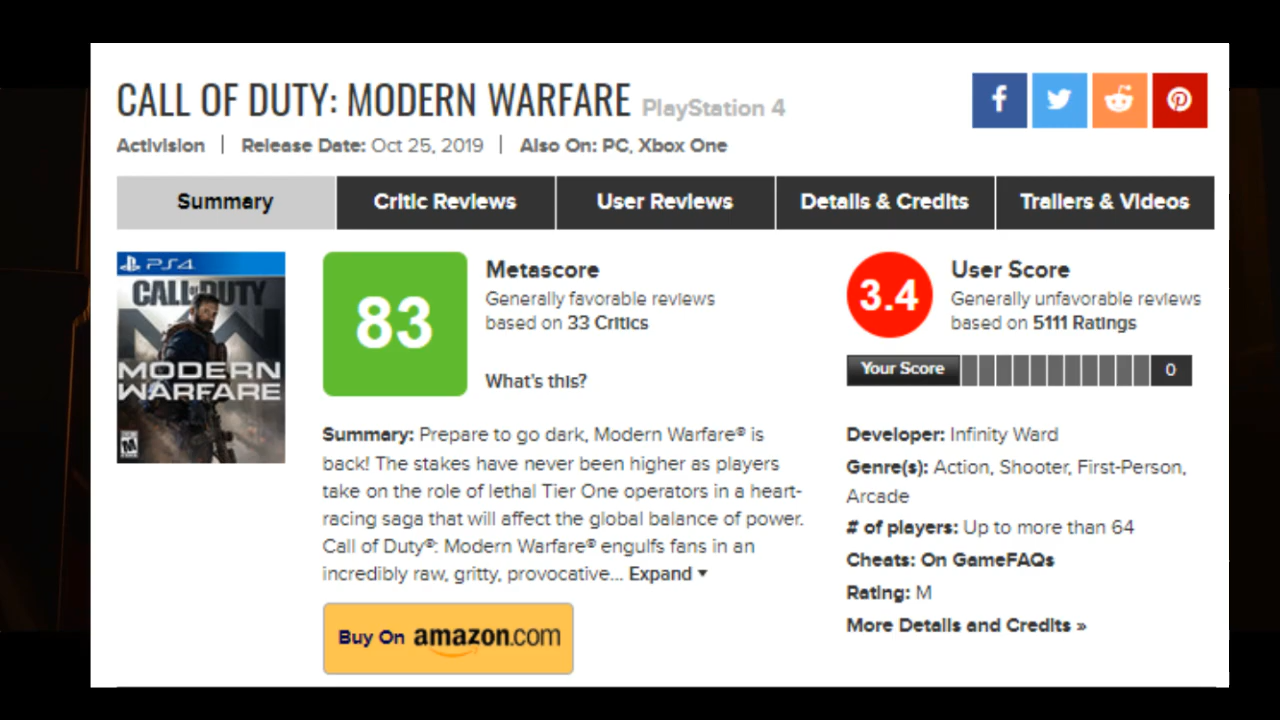 CALL OF DUTY: MODERN WARFARE PlayStation 4
Activision | Release Date: Oct 25, 2019 | Also On: PC, Xbox One
Summary Critic Reviews User Reviews Details & Credits Trailers & Videos
PS4
CALL OF DUTY
MODERN
WARFARE
M
83
Metascore
Generally favorable reviews
based on 33 Critics
What's this?
3.4
User Score
Generally unfavorable reviews
based on 5111 Ratings
Your Score 0
Summary: Prepare to go dark, Modern Warfare® is
back! The stakes have never been higher as players
take on the role of lethal Tier One operators in a heart-
racing saga that will affect the global balance of power.
Call of Duty®: Modern Warfare® engulfs fans in an
incredibly raw, gritty, provocative... Expand ▾
Buy On amazon.com
Developer: Infinity Ward
Genre(s): Action, Shooter, First-Person,
Arcade
# of players: Up to more than 64
Cheats: On GameFAQs
Rating: M
More Details and Credits »